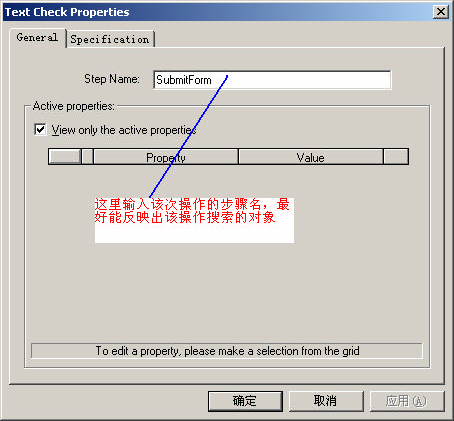 Text Check Properties
General
Specification
Step Name:
SubmitForm
Active properties:
View only the active properties
Property
Value
这里输入该次操作的步骤名，最
好能反映出该操作搜索的对象
To edit a property, please make a selection from the grid
确定
取消
应用(A)